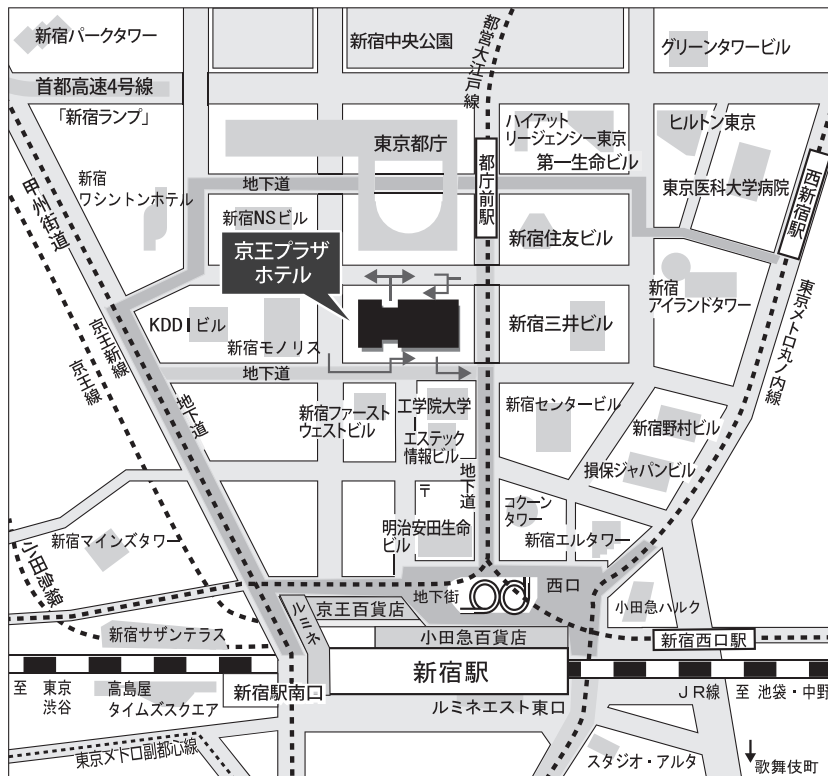 新宿パークタワー
新宿中央公園
都営大江戸線
グリーンタワービル
首都高速4号線
「新宿ランプ」
ハイアット
リージェンシー東京
ヒルトン東京
東京都庁
都庁前駅
第一生命ビル
西新宿駅
新宿
ワシントンホテル
地下道
東京医科大学病院
甲州街道
新宿NSビル
新宿住友ビル
京王プラザ
ホテル
新宿
アイランドタワー
東京メトロ丸ノ内線
KDDIビル
新宿モノリス
新宿三井ビル
京王新線
京王線
地下道
地下道
新宿ファースト
ウェストビル
工学院大学
エステック
情報ビル
新宿センタービル
新宿野村ビル
損保ジャパンビル
地下道
〒
コクーン
タワー
新宿マインズタワー
明治安田生命
ビル
新宿エルタワー
小田急線
地下街
西口
小田急ハルク
ルミネ
京王百貨店
新宿サザンテラス
小田急百貨店
新宿西口駅
新宿駅
至 東京
渋谷
高島屋
タイムズスクエア
新宿駅南口
ルミネエスト東口
JR線 至 池袋・中野
東京メトロ副都心線
スタジオ・アルタ
歌舞伎町